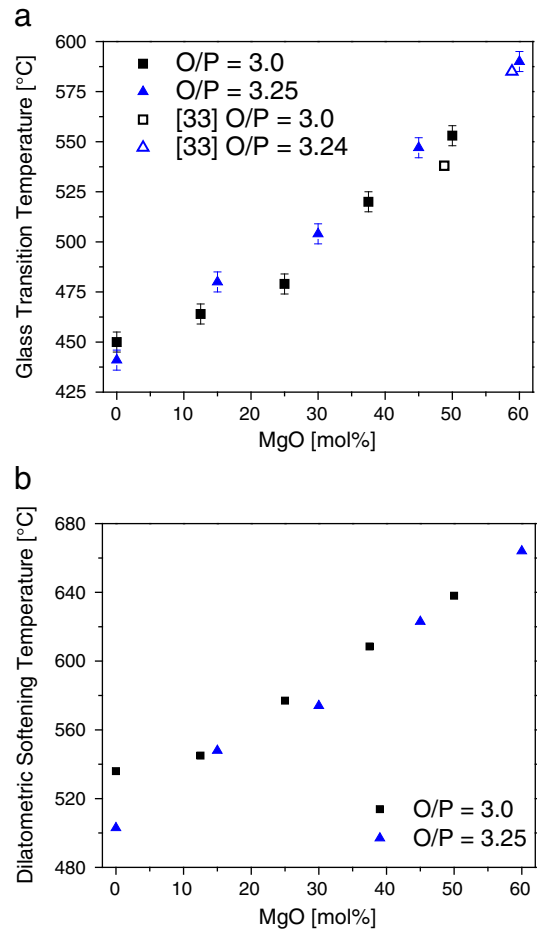 a
Glass Transition Temperature [°C]
600
575
550
525
500
475
450
425
O/P = 3.0
O/P = 3.25
[33] O/P = 3.0
[33] O/P = 3.24
0 10 20 30 40 50 60
MgO [mol%]
b
Dilatometric Softening Temperature [°C]
680
640
600
560
520
480
O/P = 3.0
O/P = 3.25
0 10 20 30 40 50 60
MgO [mol%]